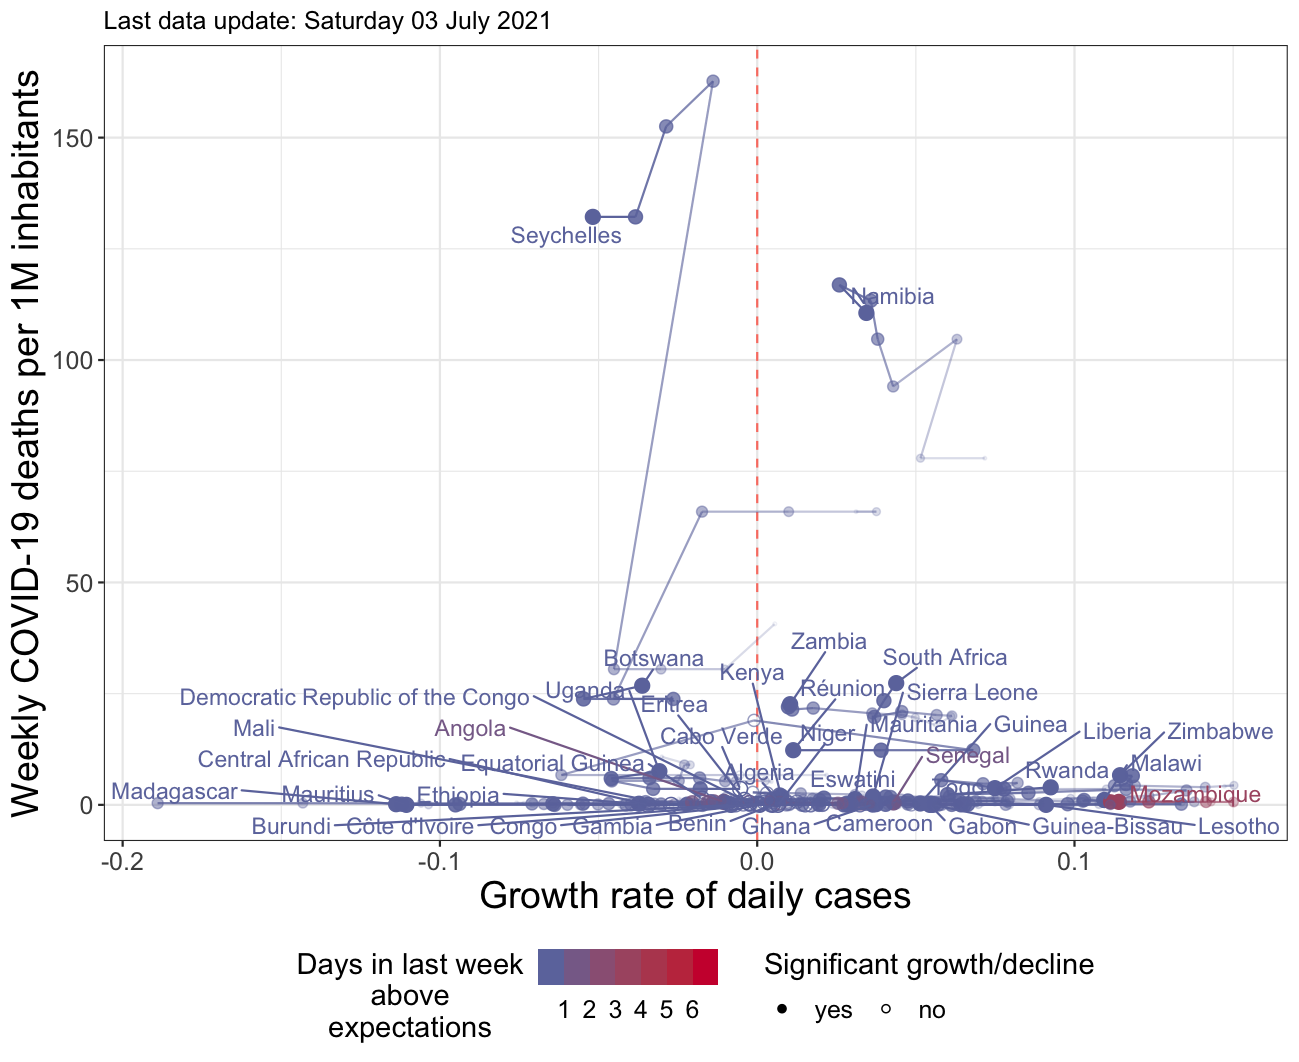 Last data update: Saturday 03 July 2021
Weekly COVID-19 deaths per 1M inhabitants
150
100
50
0
Seychelles
Namibia
Zambia
Botswana
South Africa
Kenya
Democratic Republic of the Congo
Uganda
Réunion
Sierra Leone
Eritrea
Mali
Angola
Cabo Verde
Niger
Mauritania
Guinea
Liberia
Zimbabwe
Central African Republic
Equatorial Guinea
Senegal
Algeria
Rwanda
Malawi
Madagascar
Mauritius
Ethiopia
Eswatini
Mozambique
Burundi
Côte d'Ivoire
Congo
Gambia
Benin
Ghana
Cameroon
Gabon
Guinea-Bissau
Lesotho
-0.2
-0.1
0.0
0.1
Growth rate of daily cases
Days in last week
above
expectations
1 2 3 4 5 6
Significant growth/decline
yes
no